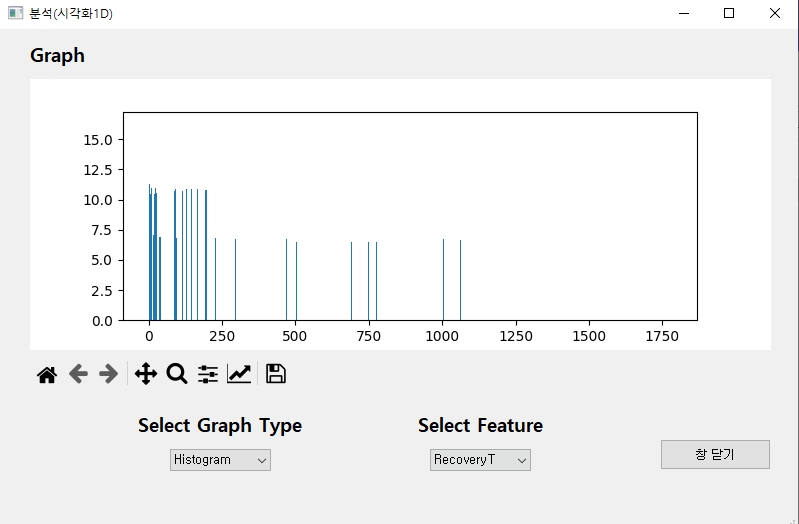 분석(시각화1D)
Graph
15.0
12.5
10.0
7.5
5.0
2.5
0.0
0 250 500 750 1000 1250 1500 1750
Select Graph Type Select Feature
Histogram RecoveryT 창 닫기